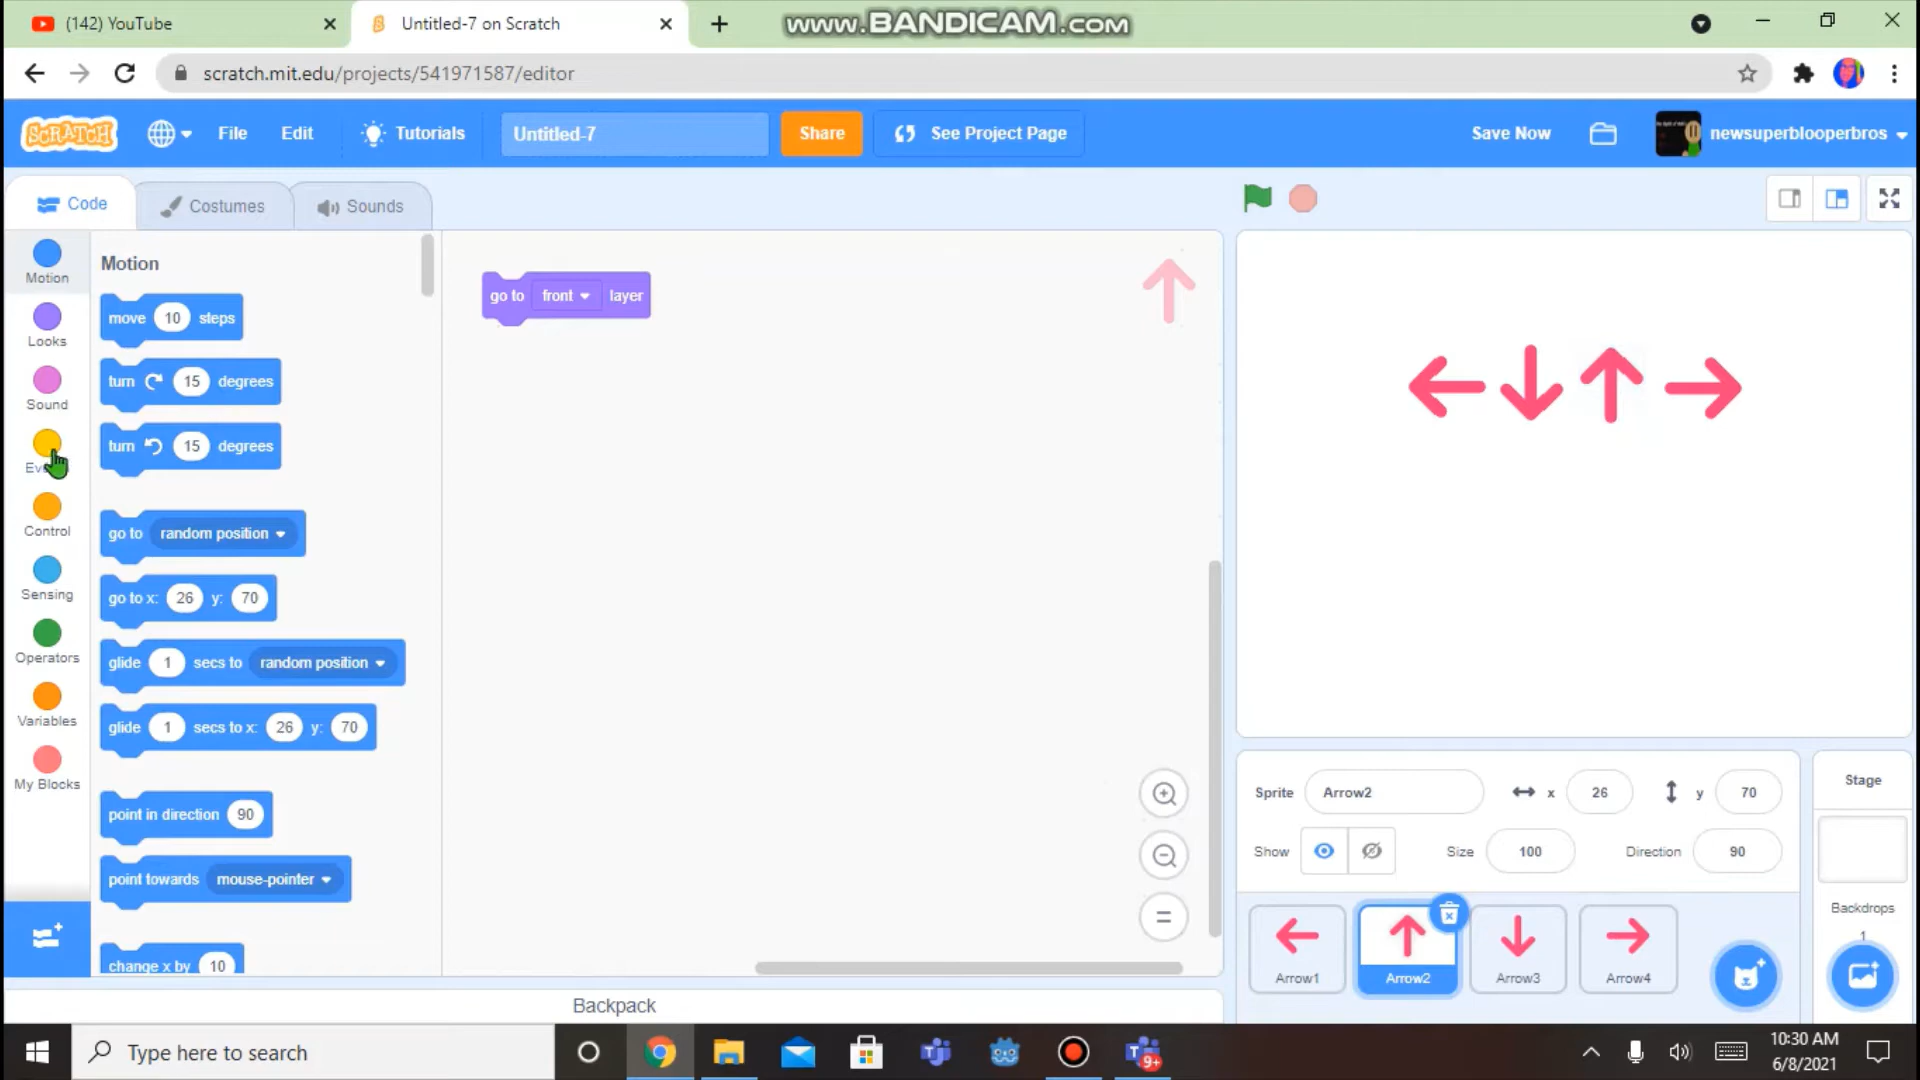 (142) YouTube
Untitled-7 on Scratch
www.BANDICAM.com
scratch.mit.edu/projects/541971587/editor
SCRATCH
File
Edit
Tutorials
Untitled-7
Share
See Project Page
Save Now
newsuperblooperbros
Code
Costumes
Sounds
Motion
Looks
Sound
Control
Sensing
Operators
Variables
My Blocks
Motion
move 10 steps
turn 15 degrees
turn 15 degrees
go to random position
go to x: 26 y: 70
glide 1 secs to random position
glide 1 secs to x: 26 y: 70
point in direction 90
point towards mouse-pointer
change x by 10
go to front layer
Sprite Arrow2 x 26 y 70
Show Size 100 Direction 90
Arrow1
Arrow2
Arrow3
Arrow4
Stage
Backdrops
1
Backpack
Type here to search
9+
10:30 AM
6/8/2021